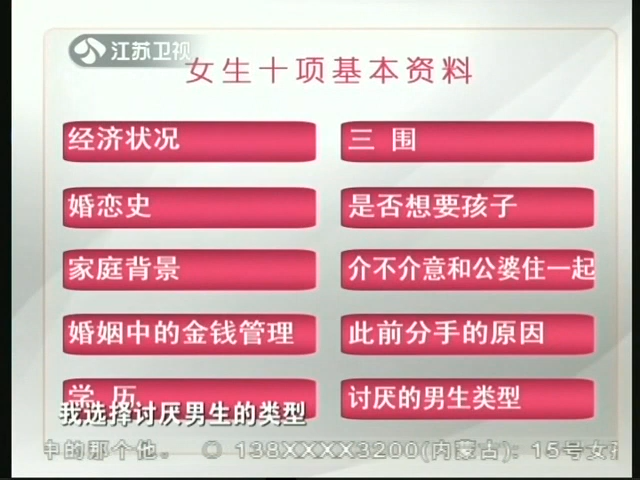 江苏卫视
女生十项基本资料
经济状况
三 围
婚恋史
是否想要孩子
家庭背景
介不介意和公婆住一起
婚姻中的金钱管理
此前分手的原因
学 历
讨厌的男生类型
我选择讨厌男生的类型
中的那个他。 ◎ 138XXXX3200(内蒙古): 15号女孩